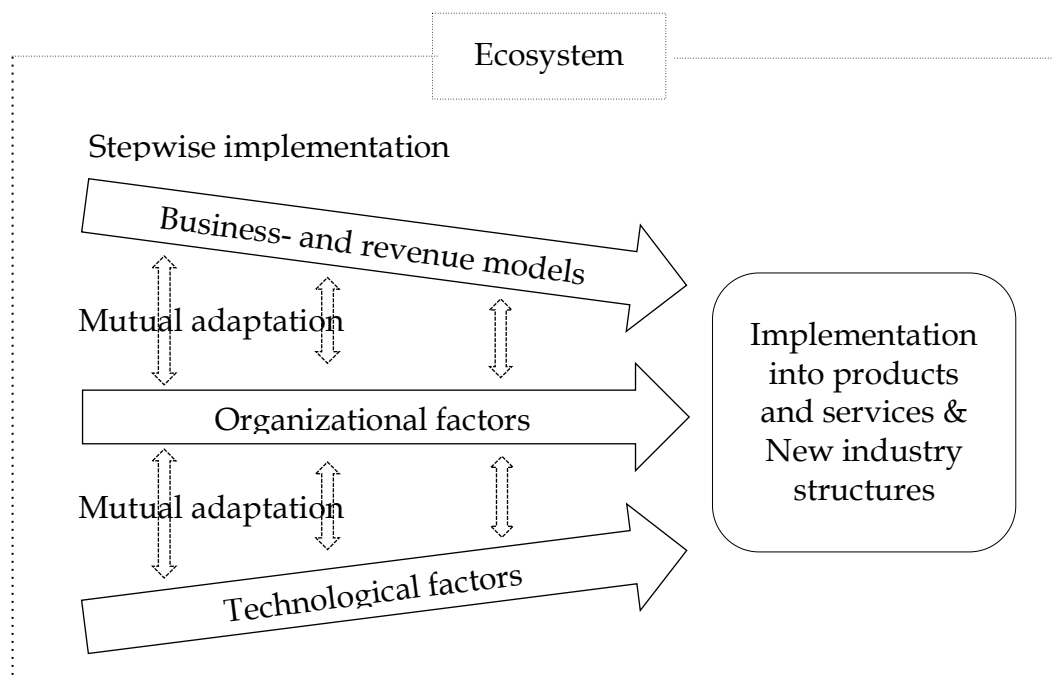 Ecosystem
Stepwise implementation
Business- and revenue models
Mutual adaptation
Organizational factors
Mutual adaptation
Technological factors
Implementation
into products
and services &
New industry
structures